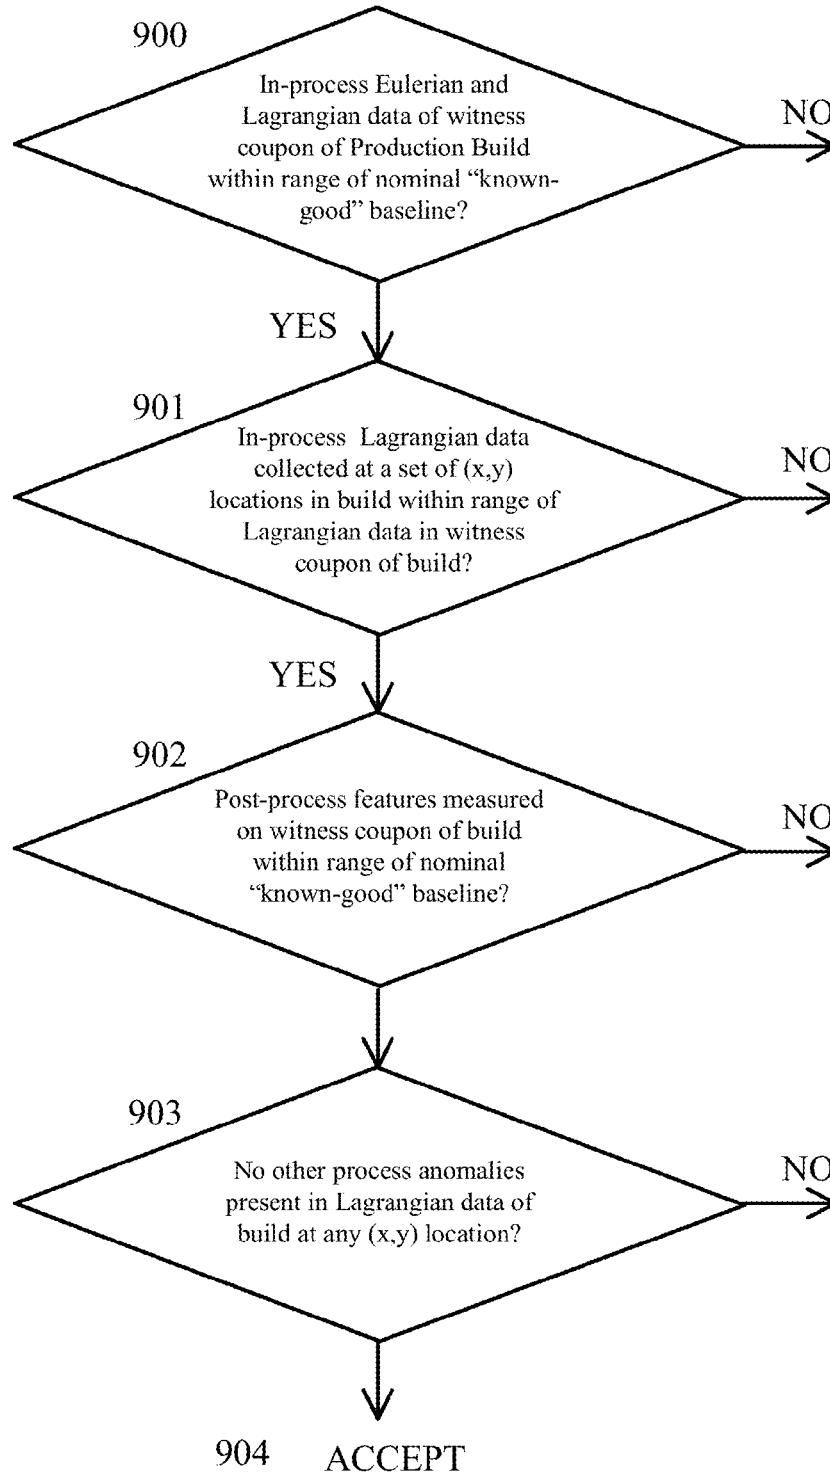 900
In-process Eulerian and
Lagrangian data of witness
coupon of Production Build
within range of nominal “known-
good” baseline?
NO
YES
901
In-process Lagrangian data
collected at a set of (x,y)
locations in build within range of
Lagrangian data in witness
coupon of build?
NO
YES
902
Post-process features measured
on witness coupon of build
within range of nominal
“known-good” baseline?
NO
903
No other process anomalies
present in Lagrangian data of
build at any (x,y) location?
NO
904 ACCEPT